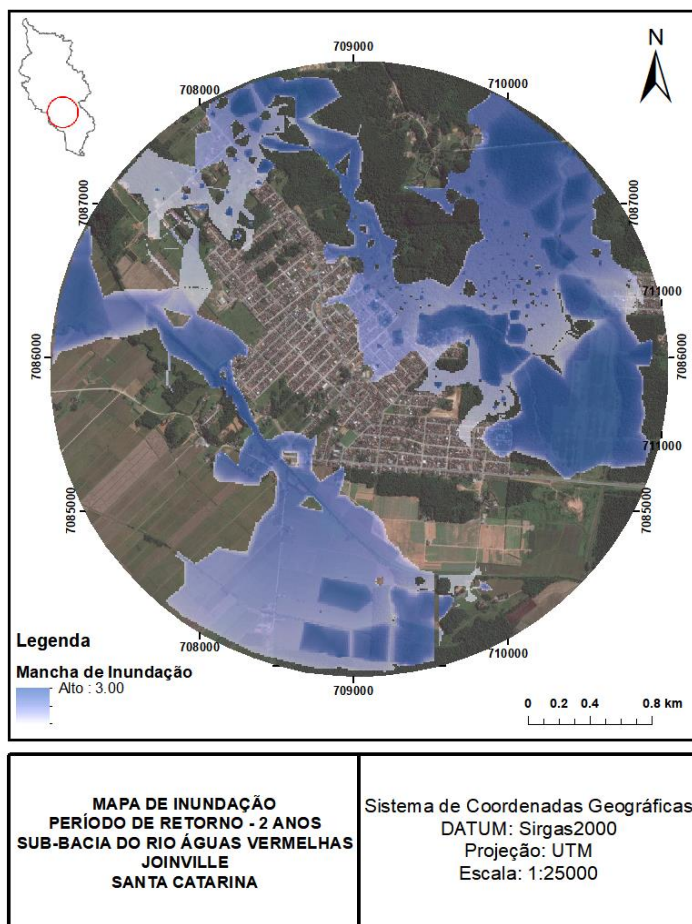 709000
N
708000
710000
7087000
7087000
711000
7086000
7086000
711000
7085000
7085000
Legenda
708000
710000
Mancha de Inundação
709000
Alto : 3.00
0 0.2 0.4 0.8 km
MAPA DE INUNDAÇÃO
PERÍODO DE RETORNO - 2 ANOS
SUB-BACIA DO RIO ÁGUAS VERMELHAS
JOINVILLE
SANTA CATARINA
Sistema de Coordenadas Geográficas
DATUM: Sirgas2000
Projeção: UTM
Escala: 1:25000